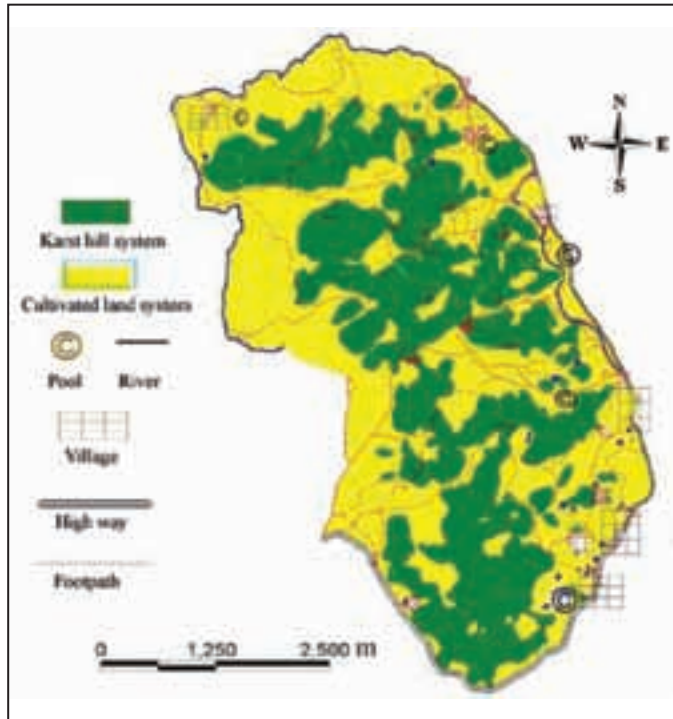 N
W E
S
Karst hill system
Cultivated land system
Pool River
Village
High way
Footpath
0 1,250 2.500 m